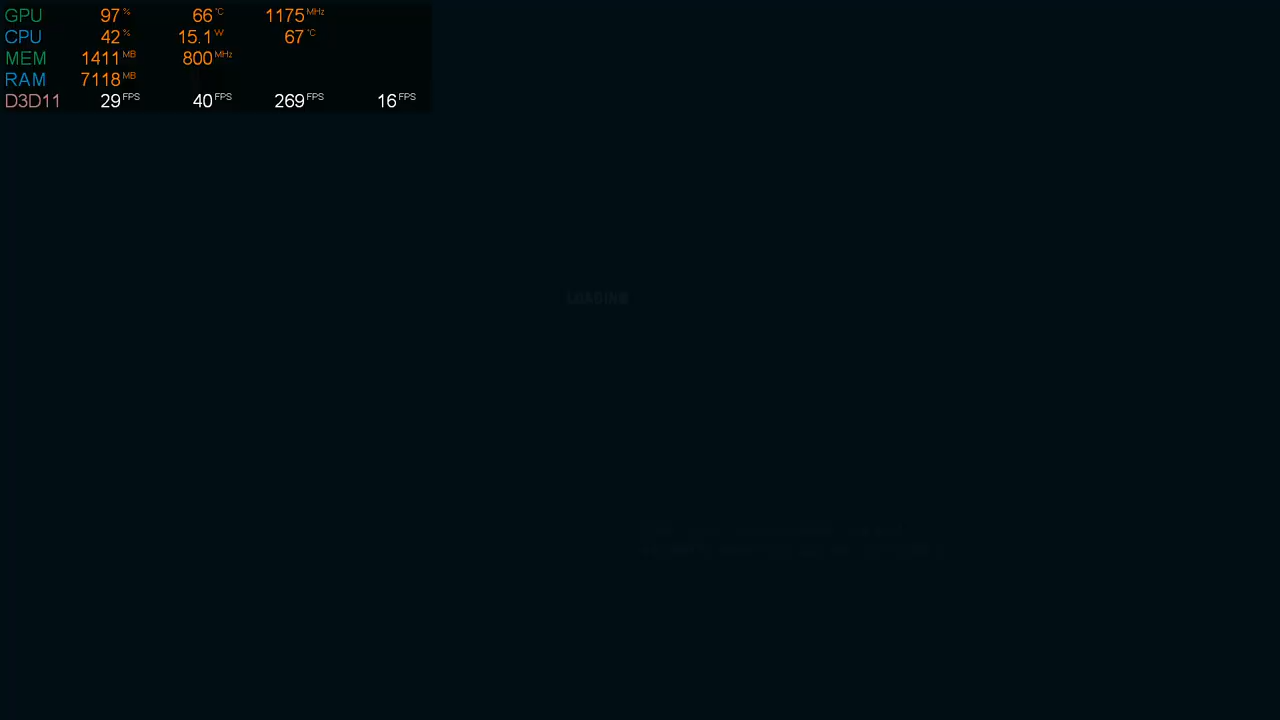 GPU 97 % 66 °C 1175 MHz
CPU 42 % 15.1 W 67 °C
MEM 1411 MB 800 MHz
RAM 7118 MB
D3D11 29 FPS 40 FPS 269 FPS 16 FPS
LOADING